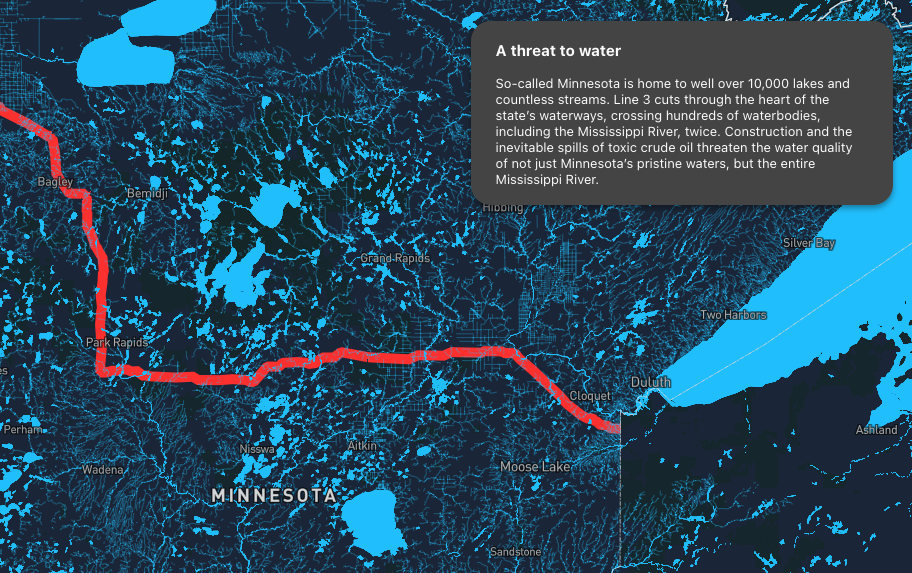 A threat to water
So-called Minnesota is home to well over 10,000 lakes and
countless streams. Line 3 cuts through the heart of the
state's waterways, crossing hundreds of waterbodies,
including the Mississippi River, twice. Construction and the
inevitable spills of toxic crude oil threaten the water quality
of not just Minnesota's pristine waters, but the entire
Mississippi River.
Bagley
Bemidji
Hibbing
Silver Bay
Grand Rapids
Two Harbors
Park Rapids
Duluth
Cloquet
Perham
Ashland
Nisswa
Aitkin
Wadena
Moose Lake
MINNESOTA
Sandstone